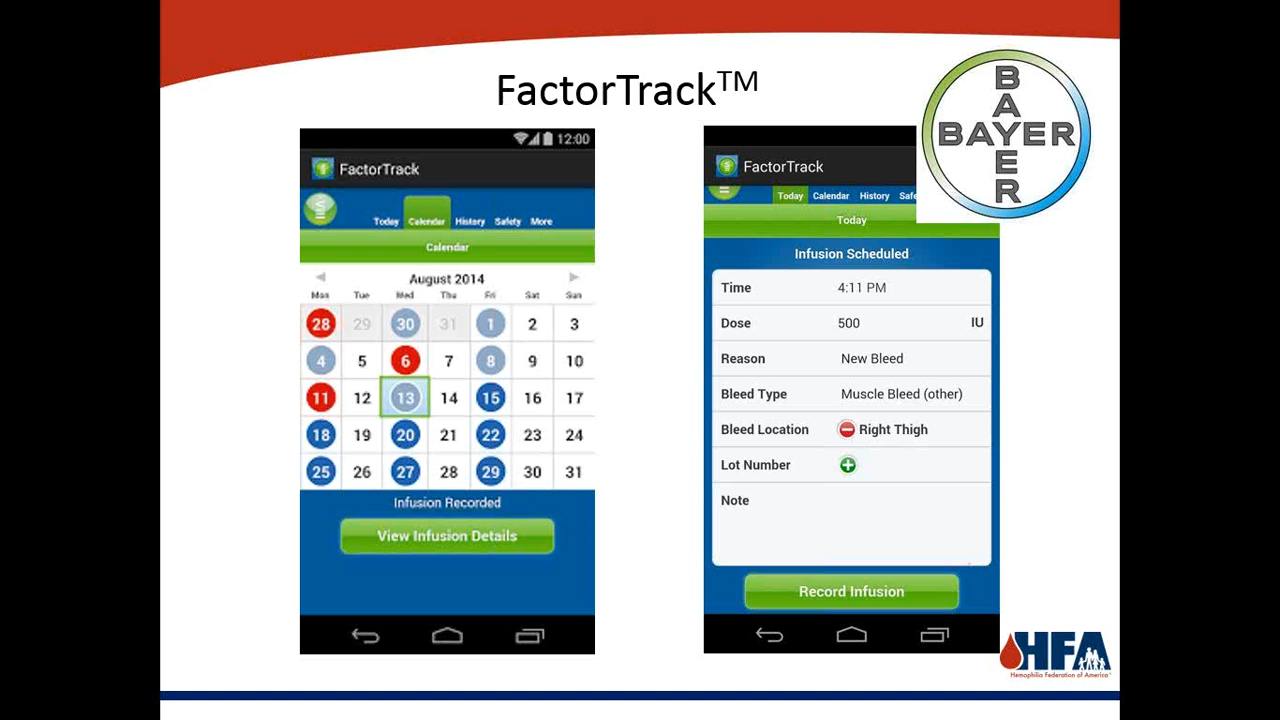 FactorTrack™
BAYER
BAYER
12:00
FactorTrack
Today Calendar History Safety More
Calendar
August 2014
Mon Tue Wed Thu Fri Sat Sun
28 29 30 31 1 2 3
4 5 6 7 8 9 10
11 12 13 14 15 16 17
18 19 20 21 22 23 24
25 26 27 28 29 30 31
Infusion Recorded
View Infusion Details
FactorTrack
Today Calendar History Safe
Today
Infusion Scheduled
Time 4:11 PM
Dose 500 IU
Reason New Bleed
Bleed Type Muscle Bleed (other)
Bleed Location Right Thigh
Lot Number
Note
Record Infusion
HFA
Hemophilia Federation of America